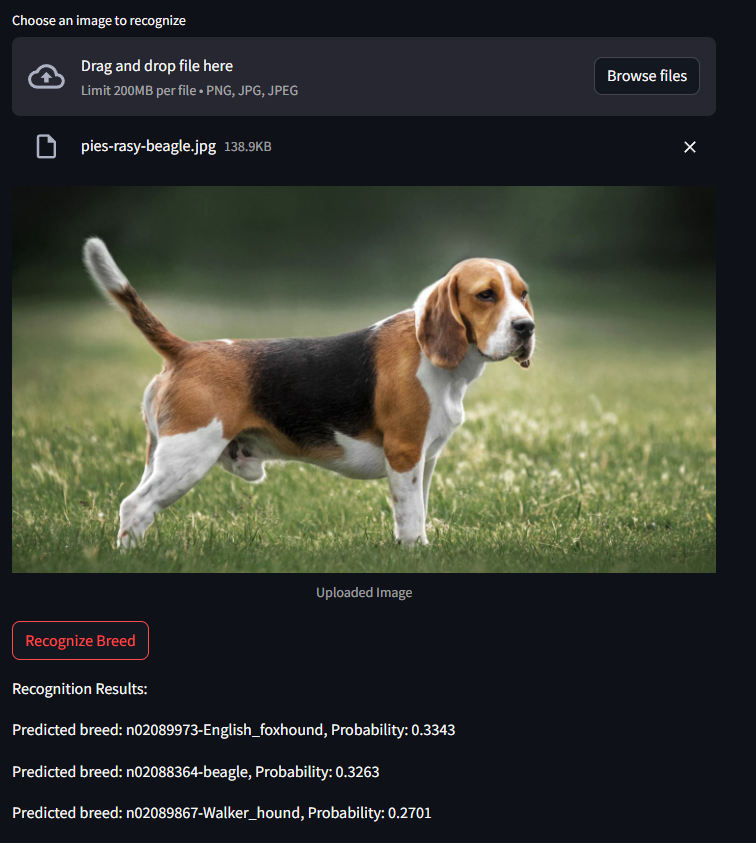 Choose an image to recognize
Drag and drop file here
Limit 200MB per file • PNG, JPG, JPEG
Browse files
pies-rasy-beagle.jpg 138.9KB
Uploaded Image
Recognize Breed
Recognition Results:
Predicted breed: n02089973-English_foxhound, Probability: 0.3343
Predicted breed: n02088364-beagle, Probability: 0.3263
Predicted breed: n02089867-Walker_hound, Probability: 0.2701